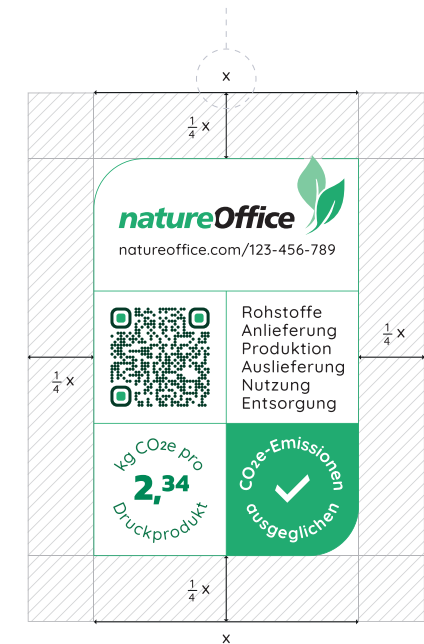 x
1/4 x
natureOffice
natureoffice.com/123-456-789
Rohstoffe
Anlieferung
Produktion
Auslieferung
Nutzung
Entsorgung
1/4 x
1/4 x
kg CO2e pro
2,34
Druckprodukt
CO2e-Emissionen
ausgeglichen
1/4 x
x